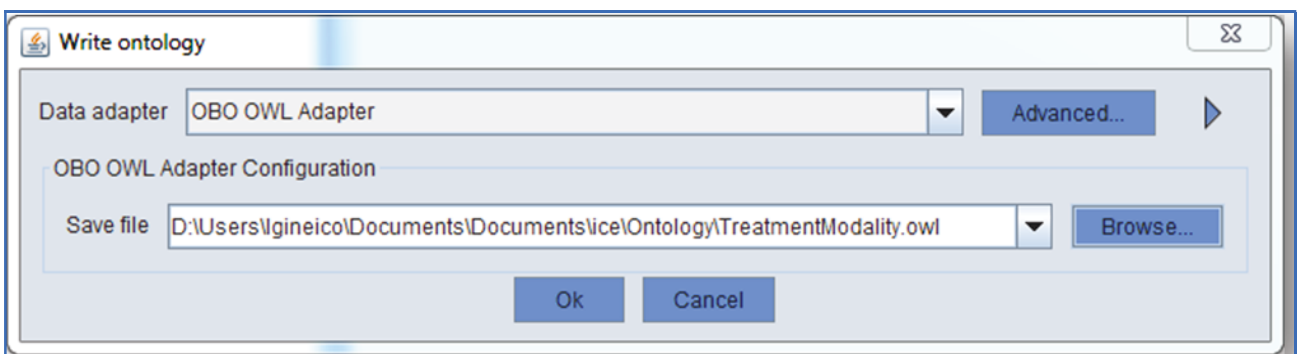 Write ontology
Data adapter OBO OWL Adapter Advanced...
OBO OWL Adapter Configuration
Save file D:\Users\lgineico\Documents\Documents\ice\Ontology\TreatmentModality.owl Browse...
Ok Cancel